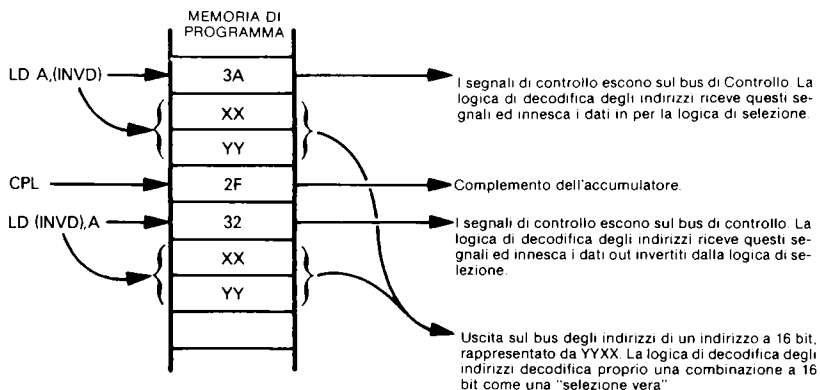 MEMORIA DI
PROGRAMMA
LD A,(INVD)
3A
I segnali di controllo escono sul bus di Controllo. La
logica di decodifica degli indirizzi riceve questi se-
gnali ed innesca i dati in per la logica di selezione.
XX
YY
CPL
2F
Complemento dell'accumulatore.
LD (INVD),A
32
I segnali di controllo escono sul bus di controllo. La
logica di decodifica degli indirizzi riceve questi se-
gnali ed innesca i dati out invertiti dalla logica di se-
lezione.
XX
YY
Uscita sul bus degli indirizzi di un indirizzo a 16 bit,
rappresentato da YYXX. La logica di decodifica degli
indirizzi decodifica proprio una combinazione a 16
bit come una "selezione vera"